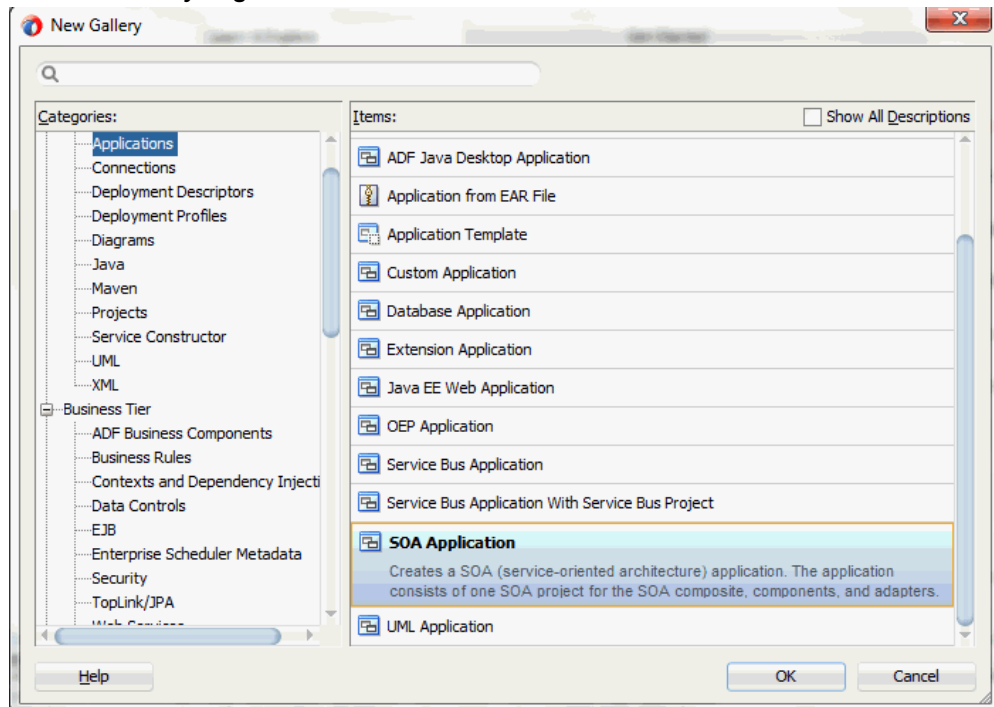 New Gallery
Categories:
Applications
Connections
Deployment Descriptors
Deployment Profiles
Diagrams
Java
Maven
Projects
Service Constructor
UML
XML
Business Tier
ADF Business Components
Business Rules
Contexts and Dependency Injecti
Data Controls
EJB
Enterprise Scheduler Metadata
Security
TopLink/JPA
Items:
Show All Descriptions
ADF Java Desktop Application
Application from EAR File
Application Template
Custom Application
Database Application
Extension Application
Java EE Web Application
OEP Application
Service Bus Application
Service Bus Application With Service Bus Project
SOA Application
Creates a SOA (service-oriented architecture) application. The application
consists of one SOA project for the SOA composite, components, and adapters.
UML Application
Help
OK
Cancel